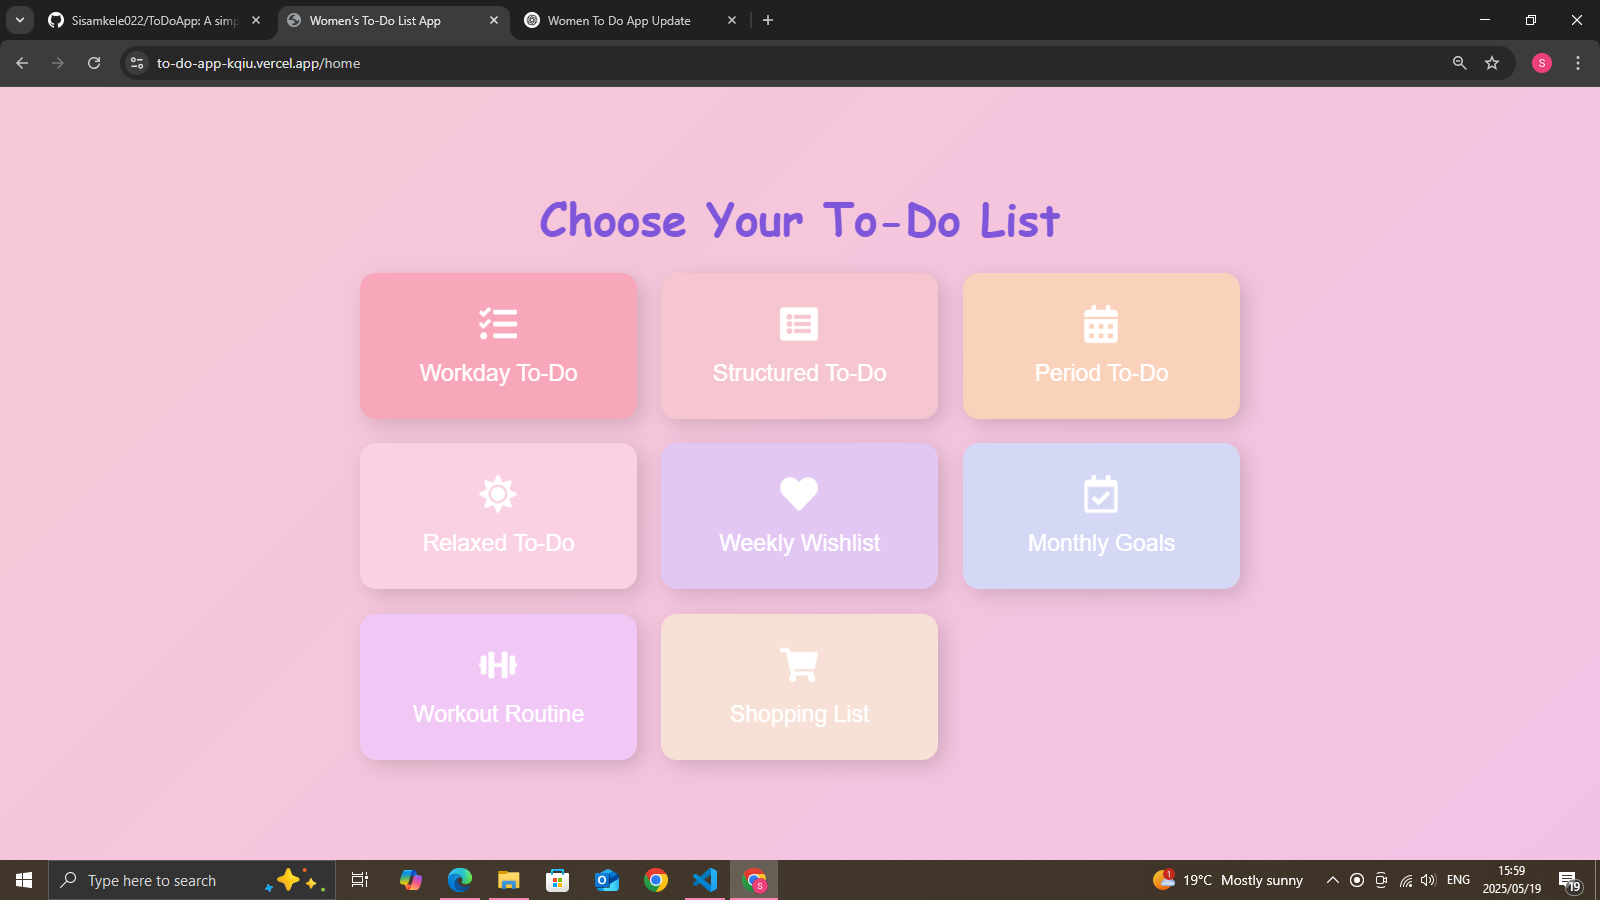 Sisamkele022/ToDoApp: A simp
Women's To-Do List App
Women To Do App Update
to-do-app-kqiu.vercel.app/home
S
Choose Your To-Do List
Workday To-Do
Structured To-Do
Period To-Do
Relaxed To-Do
Weekly Wishlist
Monthly Goals
Workout Routine
Shopping List
Type here to search
S
1
19°C Mostly sunny
ENG
15:59
2025/05/19
19